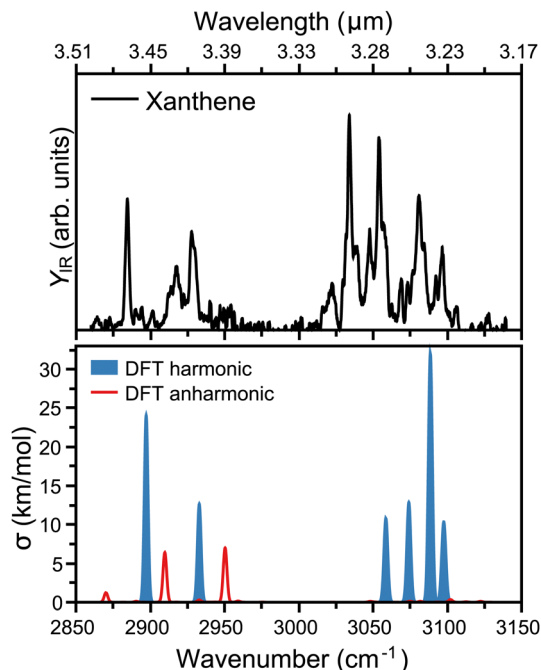 Wavelength (μm)
3.51 3.45 3.39 3.33 3.28 3.23 3.17
Xanthene
Y_IR (arb. units)
DFT harmonic
DFT anharmonic
σ (km/mol)
30
25
20
15
10
5
0
2850 2900 2950 3000 3050 3100 3150
Wavenumber (cm⁻¹)